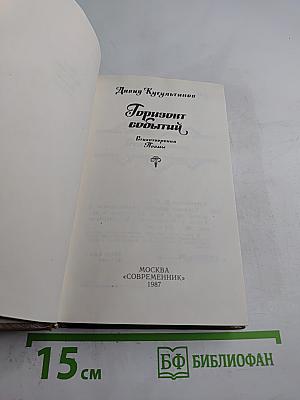 Давид Кугультинов
Горизонт
событий
Стихотворения
Поэмы
МОСКВА
«СОВРЕМЕННИК»
1987
15 см
БФ БИБЛИОФАН